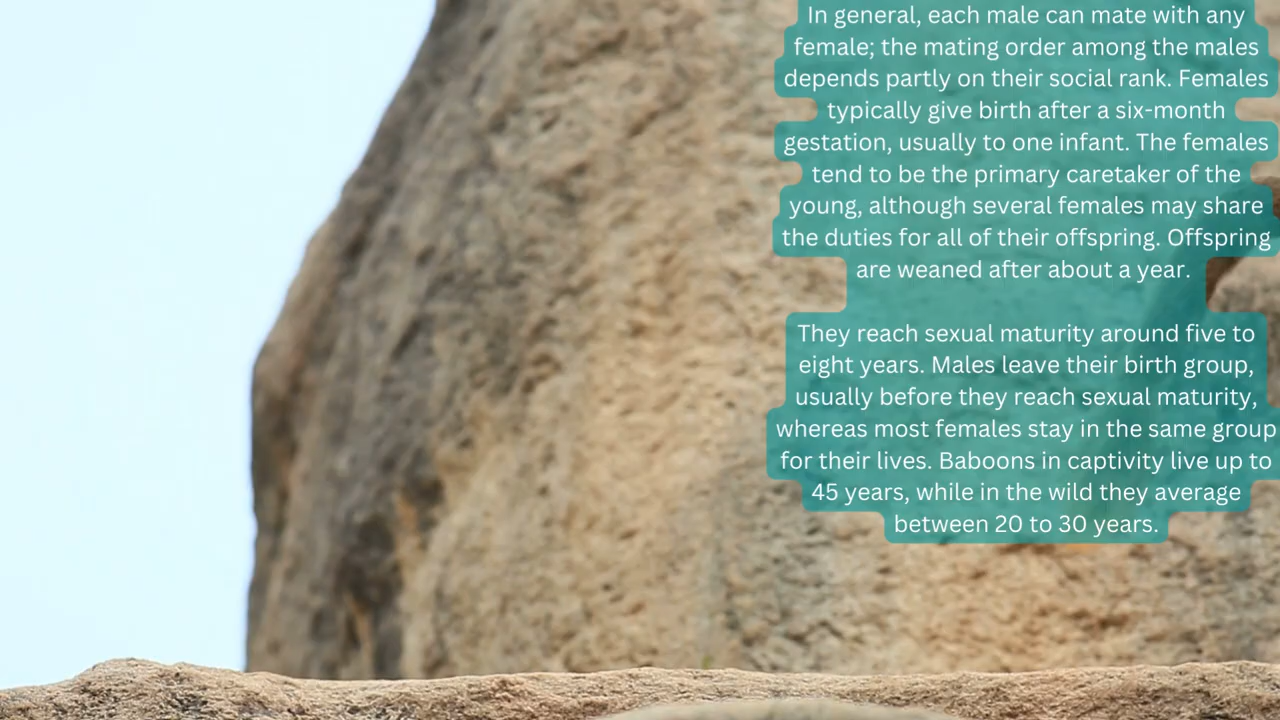 In general, each male can mate with any
female; the mating order among the males
depends partly on their social rank. Females
typically give birth after a six-month
gestation, usually to one infant. The females
tend to be the primary caretaker of the
young, although several females may share
the duties for all of their offspring. Offspring
are weaned after about a year.
They reach sexual maturity around five to
eight years. Males leave their birth group,
usually before they reach sexual maturity,
whereas most females stay in the same group
for their lives. Baboons in captivity live up to
45 years, while in the wild they average
between 20 to 30 years.